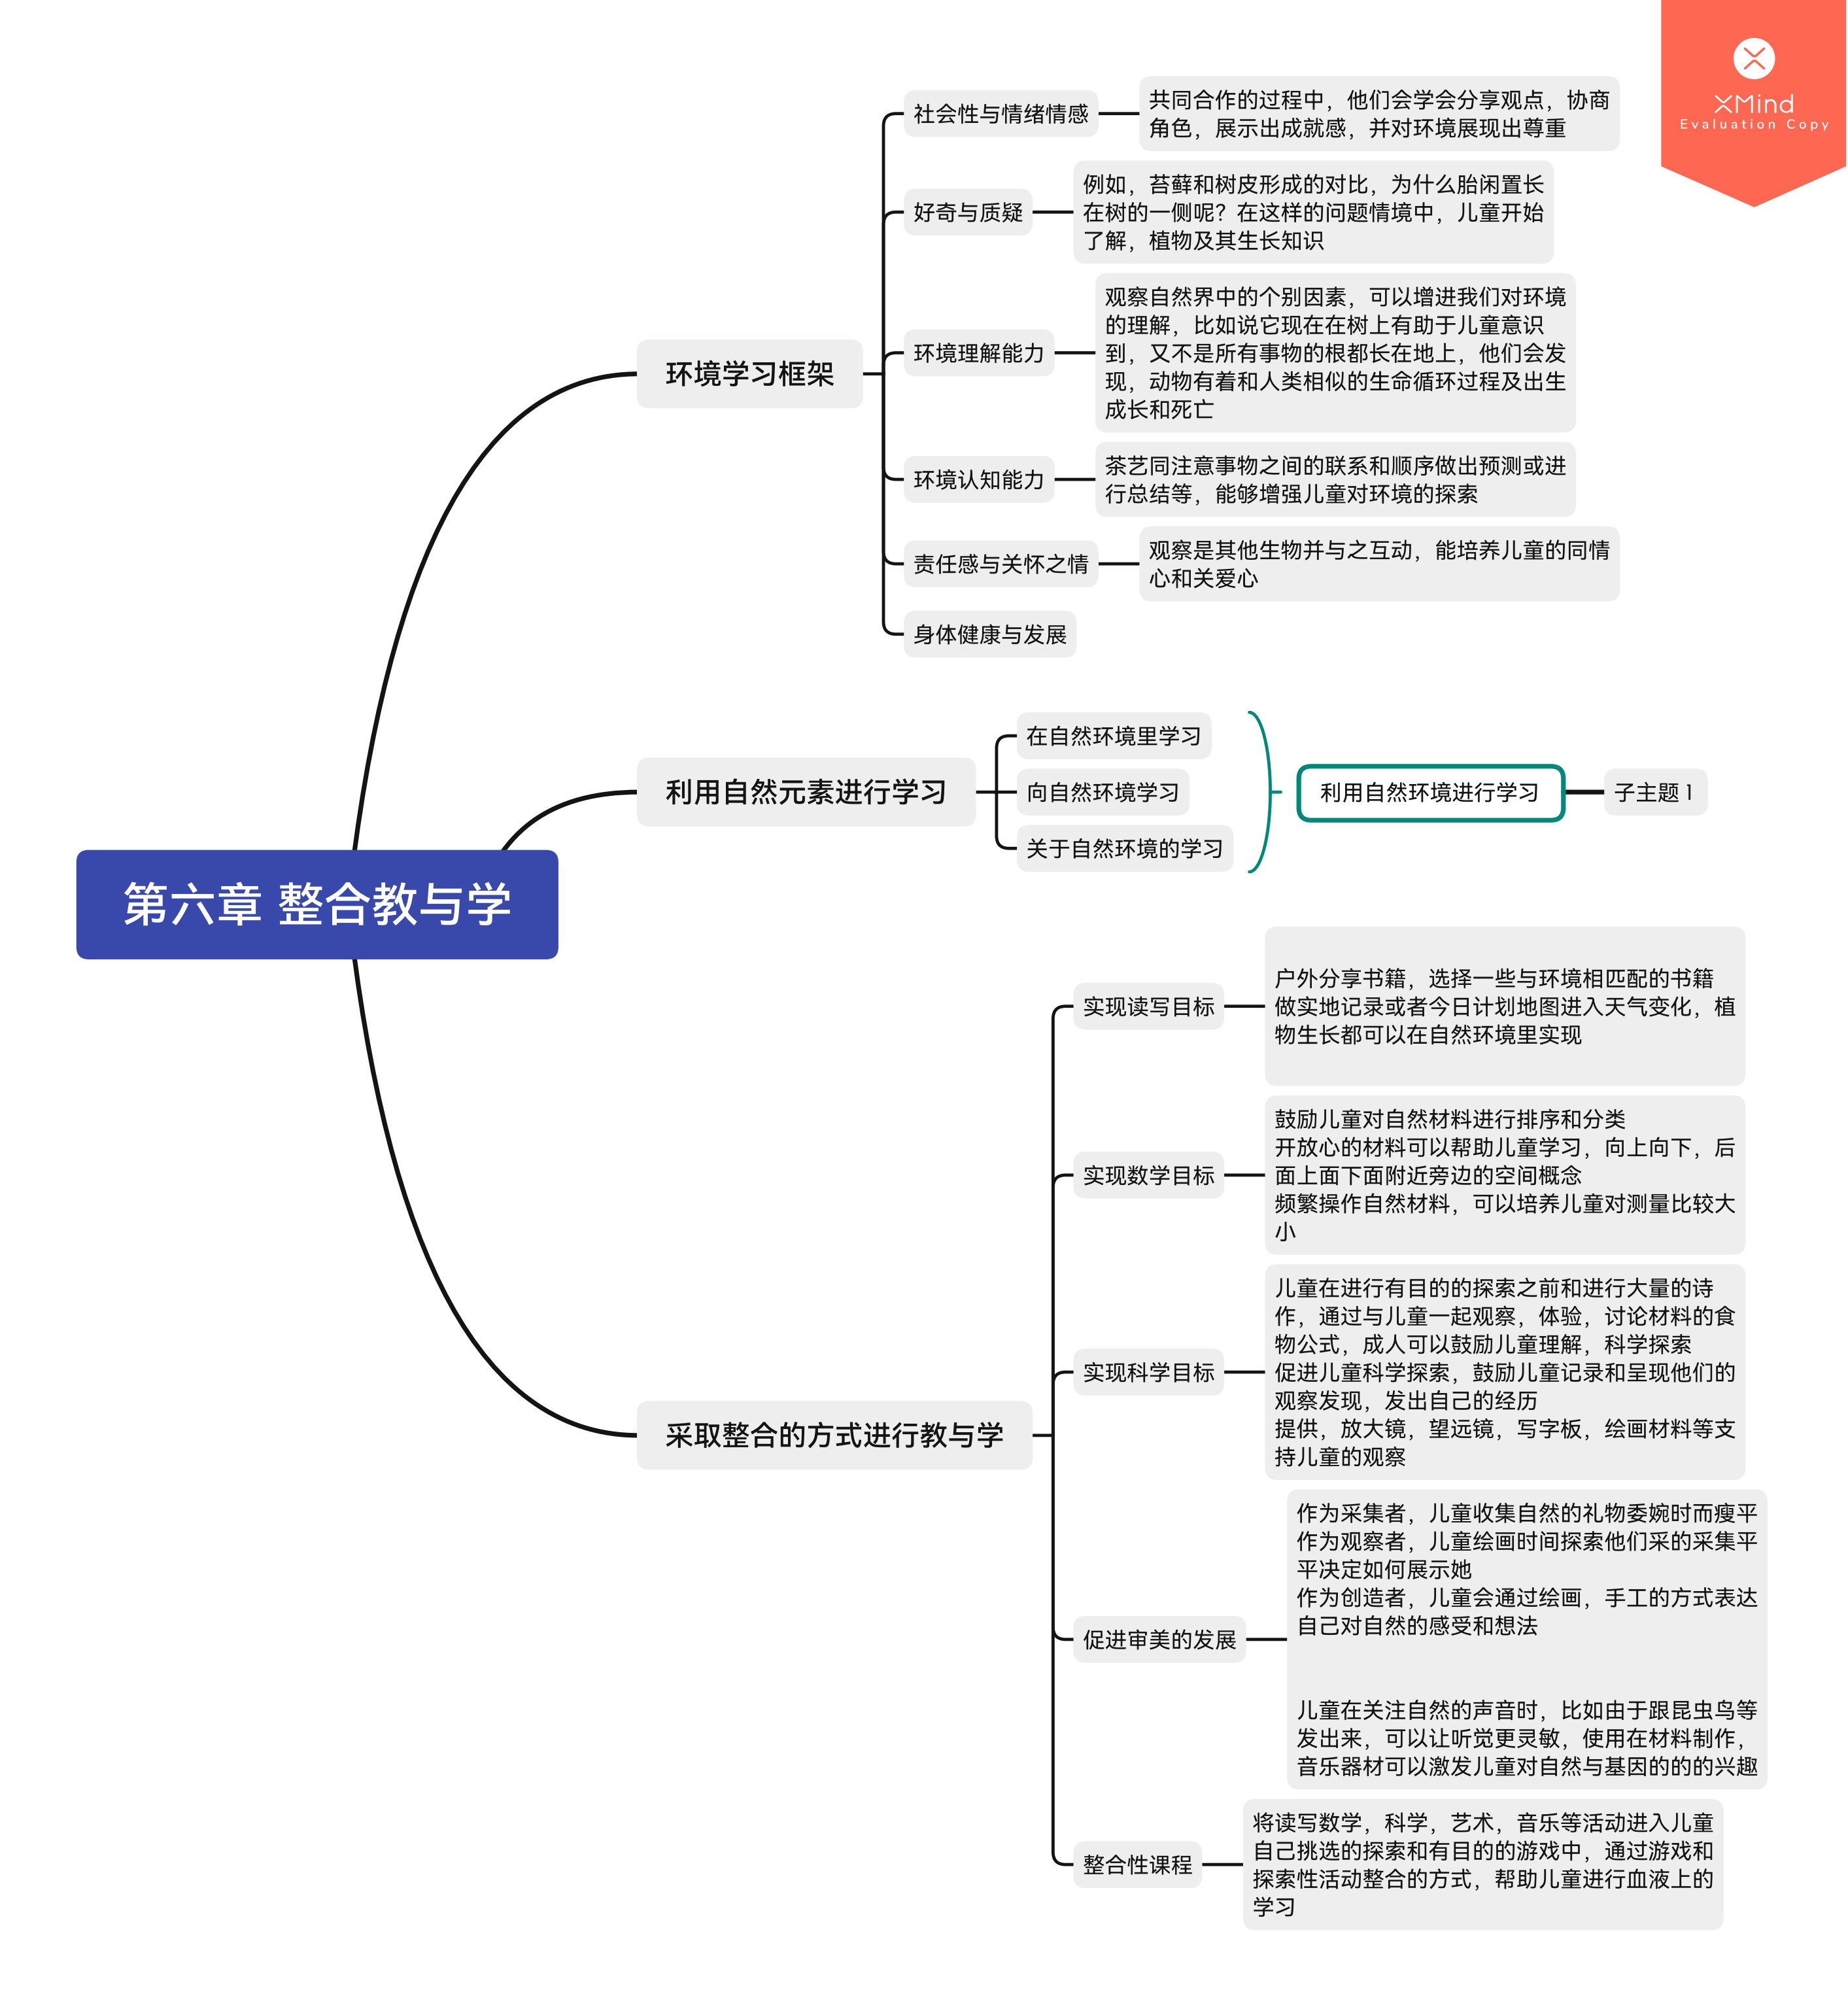 XMind
Evaluation Copy
第六章 整合教与学
环境学习框架
社会性与情绪情感
共同合作的过程中，他们会学会分享观点，协商
角色，展示出成就感，并对环境展现出尊重
好奇与质疑
例如，苔藓和树皮形成的对比，为什么胎闲置长
在树的一侧呢？在这样的问题情境中，儿童开始
了解，植物及其生长知识
环境理解能力
观察自然界中的个别因素，可以增进我们对环境
的理解，比如说它现在在树上有助于儿童意识
到，又不是所有事物的根都长在地上，他们会发
现，动物有着和人类相似的生命循环过程及出生
成长和死亡
环境认知能力
茶艺同注意事物之间的联系和顺序做出预测或进
行总结等，能够增强儿童对环境的探索
责任感与关怀之情
观察是其他生物并与之互动，能培养儿童的同情
心和关爱心
身体健康与发展
利用自然元素进行学习
在自然环境里学习
向自然环境学习
关于自然环境的学习
利用自然环境进行学习
子主题 1
采取整合的方式进行教与学
实现读写目标
户外分享书籍，选择一些与环境相匹配的书籍
做实地记录或者今日计划地图进入天气变化，植
物生长都可以在自然环境里实现
实现数学目标
鼓励儿童对自然材料进行排序和分类
开放心的材料可以帮助儿童学习，向上向下，后
面上面下面附近旁边的空间概念
频繁操作自然材料，可以培养儿童对测量比较大
小
实现科学目标
儿童在进行有目的的探索之前和进行大量的诗
作，通过与儿童一起观察，体验，讨论材料的食
物公式，成人可以鼓励儿童理解，科学探索
促进儿童科学探索，鼓励儿童记录和呈现他们的
观察发现，发出自己的经历
提供，放大镜，望远镜，写字板，绘画材料等支
持儿童的观察
促进审美的发展
作为采集者，儿童收集自然的礼物委婉时而瘦平
作为观察者，儿童绘画时间探索他们采的采集平
平决定如何展示她
作为创造者，儿童会通过绘画，手工的方式表达
自己对自然的感受和想法
儿童在关注自然的声音时，比如由于跟昆虫鸟等
发出来，可以让听觉更灵敏，使用在材料制作，
音乐器材可以激发儿童对自然与基因的的的兴趣
整合性课程
将读写数学，科学，艺术，音乐等活动进入儿童
自己挑选的探索和有目的的游戏中，通过游戏和
探索性活动整合的方式，帮助儿童进行血液上的
学习